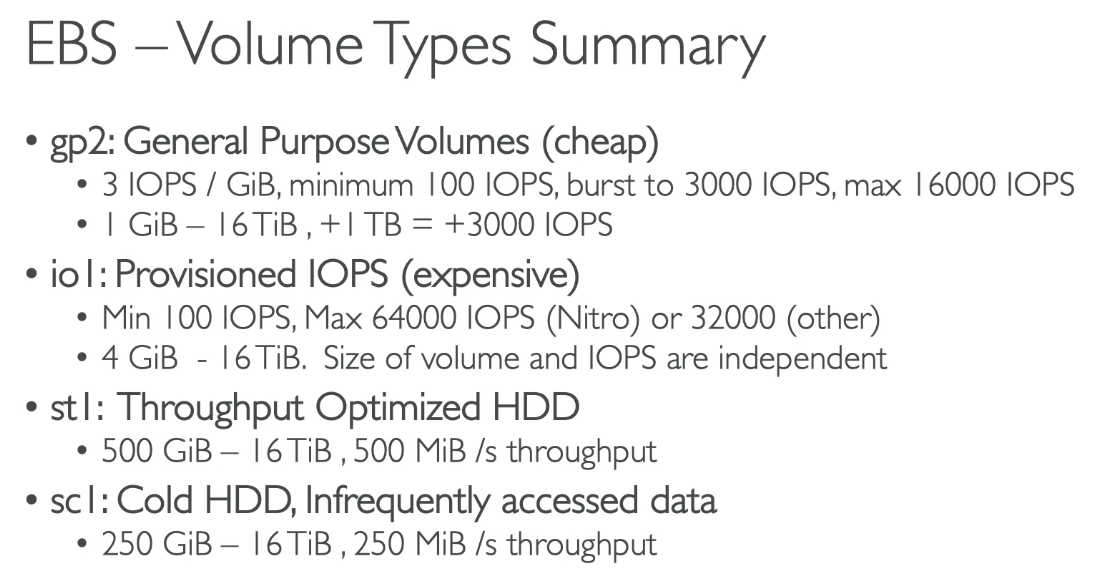 EBS – Volume Types Summary
• gp2: General Purpose Volumes (cheap)
• 3 IOPS / GiB, minimum 100 IOPS, burst to 3000 IOPS, max 16000 IOPS
• 1 GiB – 16 TiB , +1 TB = +3000 IOPS
• io1: Provisioned IOPS (expensive)
• Min 100 IOPS, Max 64000 IOPS (Nitro) or 32000 (other)
• 4 GiB - 16 TiB. Size of volume and IOPS are independent
• st1: Throughput Optimized HDD
• 500 GiB – 16 TiB , 500 MiB /s throughput
• sc1: Cold HDD, Infrequently accessed data
• 250 GiB – 16 TiB , 250 MiB /s throughput